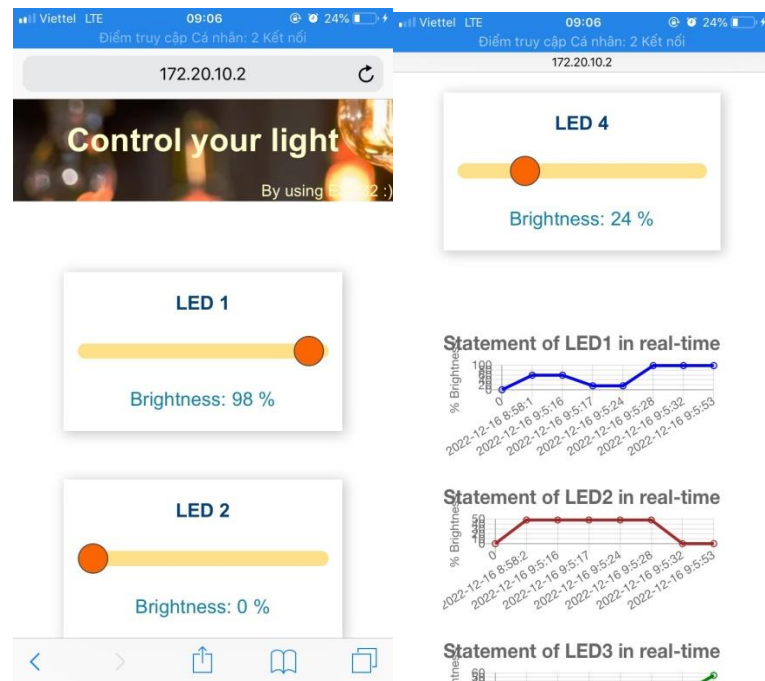 Viettel LTE 09:06 24%
Điểm truy cập Cá nhân: 2 Kết nối
172.20.10.2
Control your light
By using :)
LED 1
Brightness: 98 %
LED 2
Brightness: 0 %
Viettel LTE 09:06 24%
Điểm truy cập Cá nhân: 2 Kết nối
172.20.10.2
LED 4
Brightness: 24 %
Statement of LED1 in real-time
% Brightness
100
0
0
2022-12-16 8:58:1
2022-12-16 9:5:16
2022-12-16 9:5:17
2022-12-16 9:5:24
2022-12-16 9:5:28
2022-12-16 9:5:32
2022-12-16 9:5:53
Statement of LED2 in real-time
% Brightness
50
0
0
2022-12-16 8:58:2
2022-12-16 9:5:16
2022-12-16 9:5:17
2022-12-16 9:5:24
2022-12-16 9:5:28
2022-12-16 9:5:32
2022-12-16 9:5:53
Statement of LED3 in real-time
60